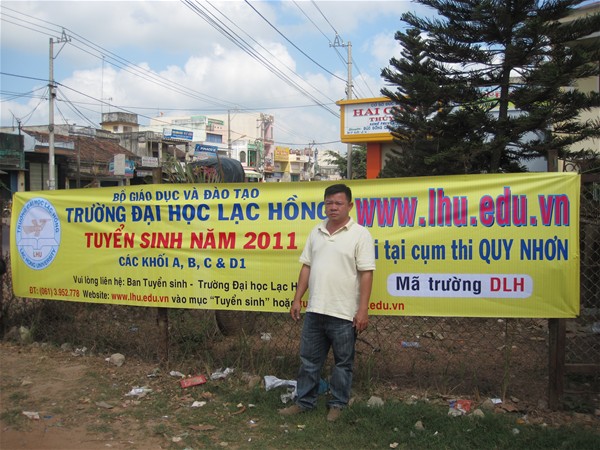 BỘ GIÁO DỤC VÀ ĐÀO TẠO
TRƯỜNG ĐẠI HỌC LẠC HỒNG
TUYỂN SINH NĂM 2011
CÁC KHỐI A, B, C & D1
Vui lòng liên hệ: Ban Tuyển sinh - Trường Đại học Lạc H
ĐT: (061) 3.952.778 Website: www.lhu.edu.vn vào mục "Tuyển sinh" hoặc
www.lhu.edu.vn
i tại cụm thi QUY NHƠN
Mã trường DLH
.edu.vn
LHU
HAI